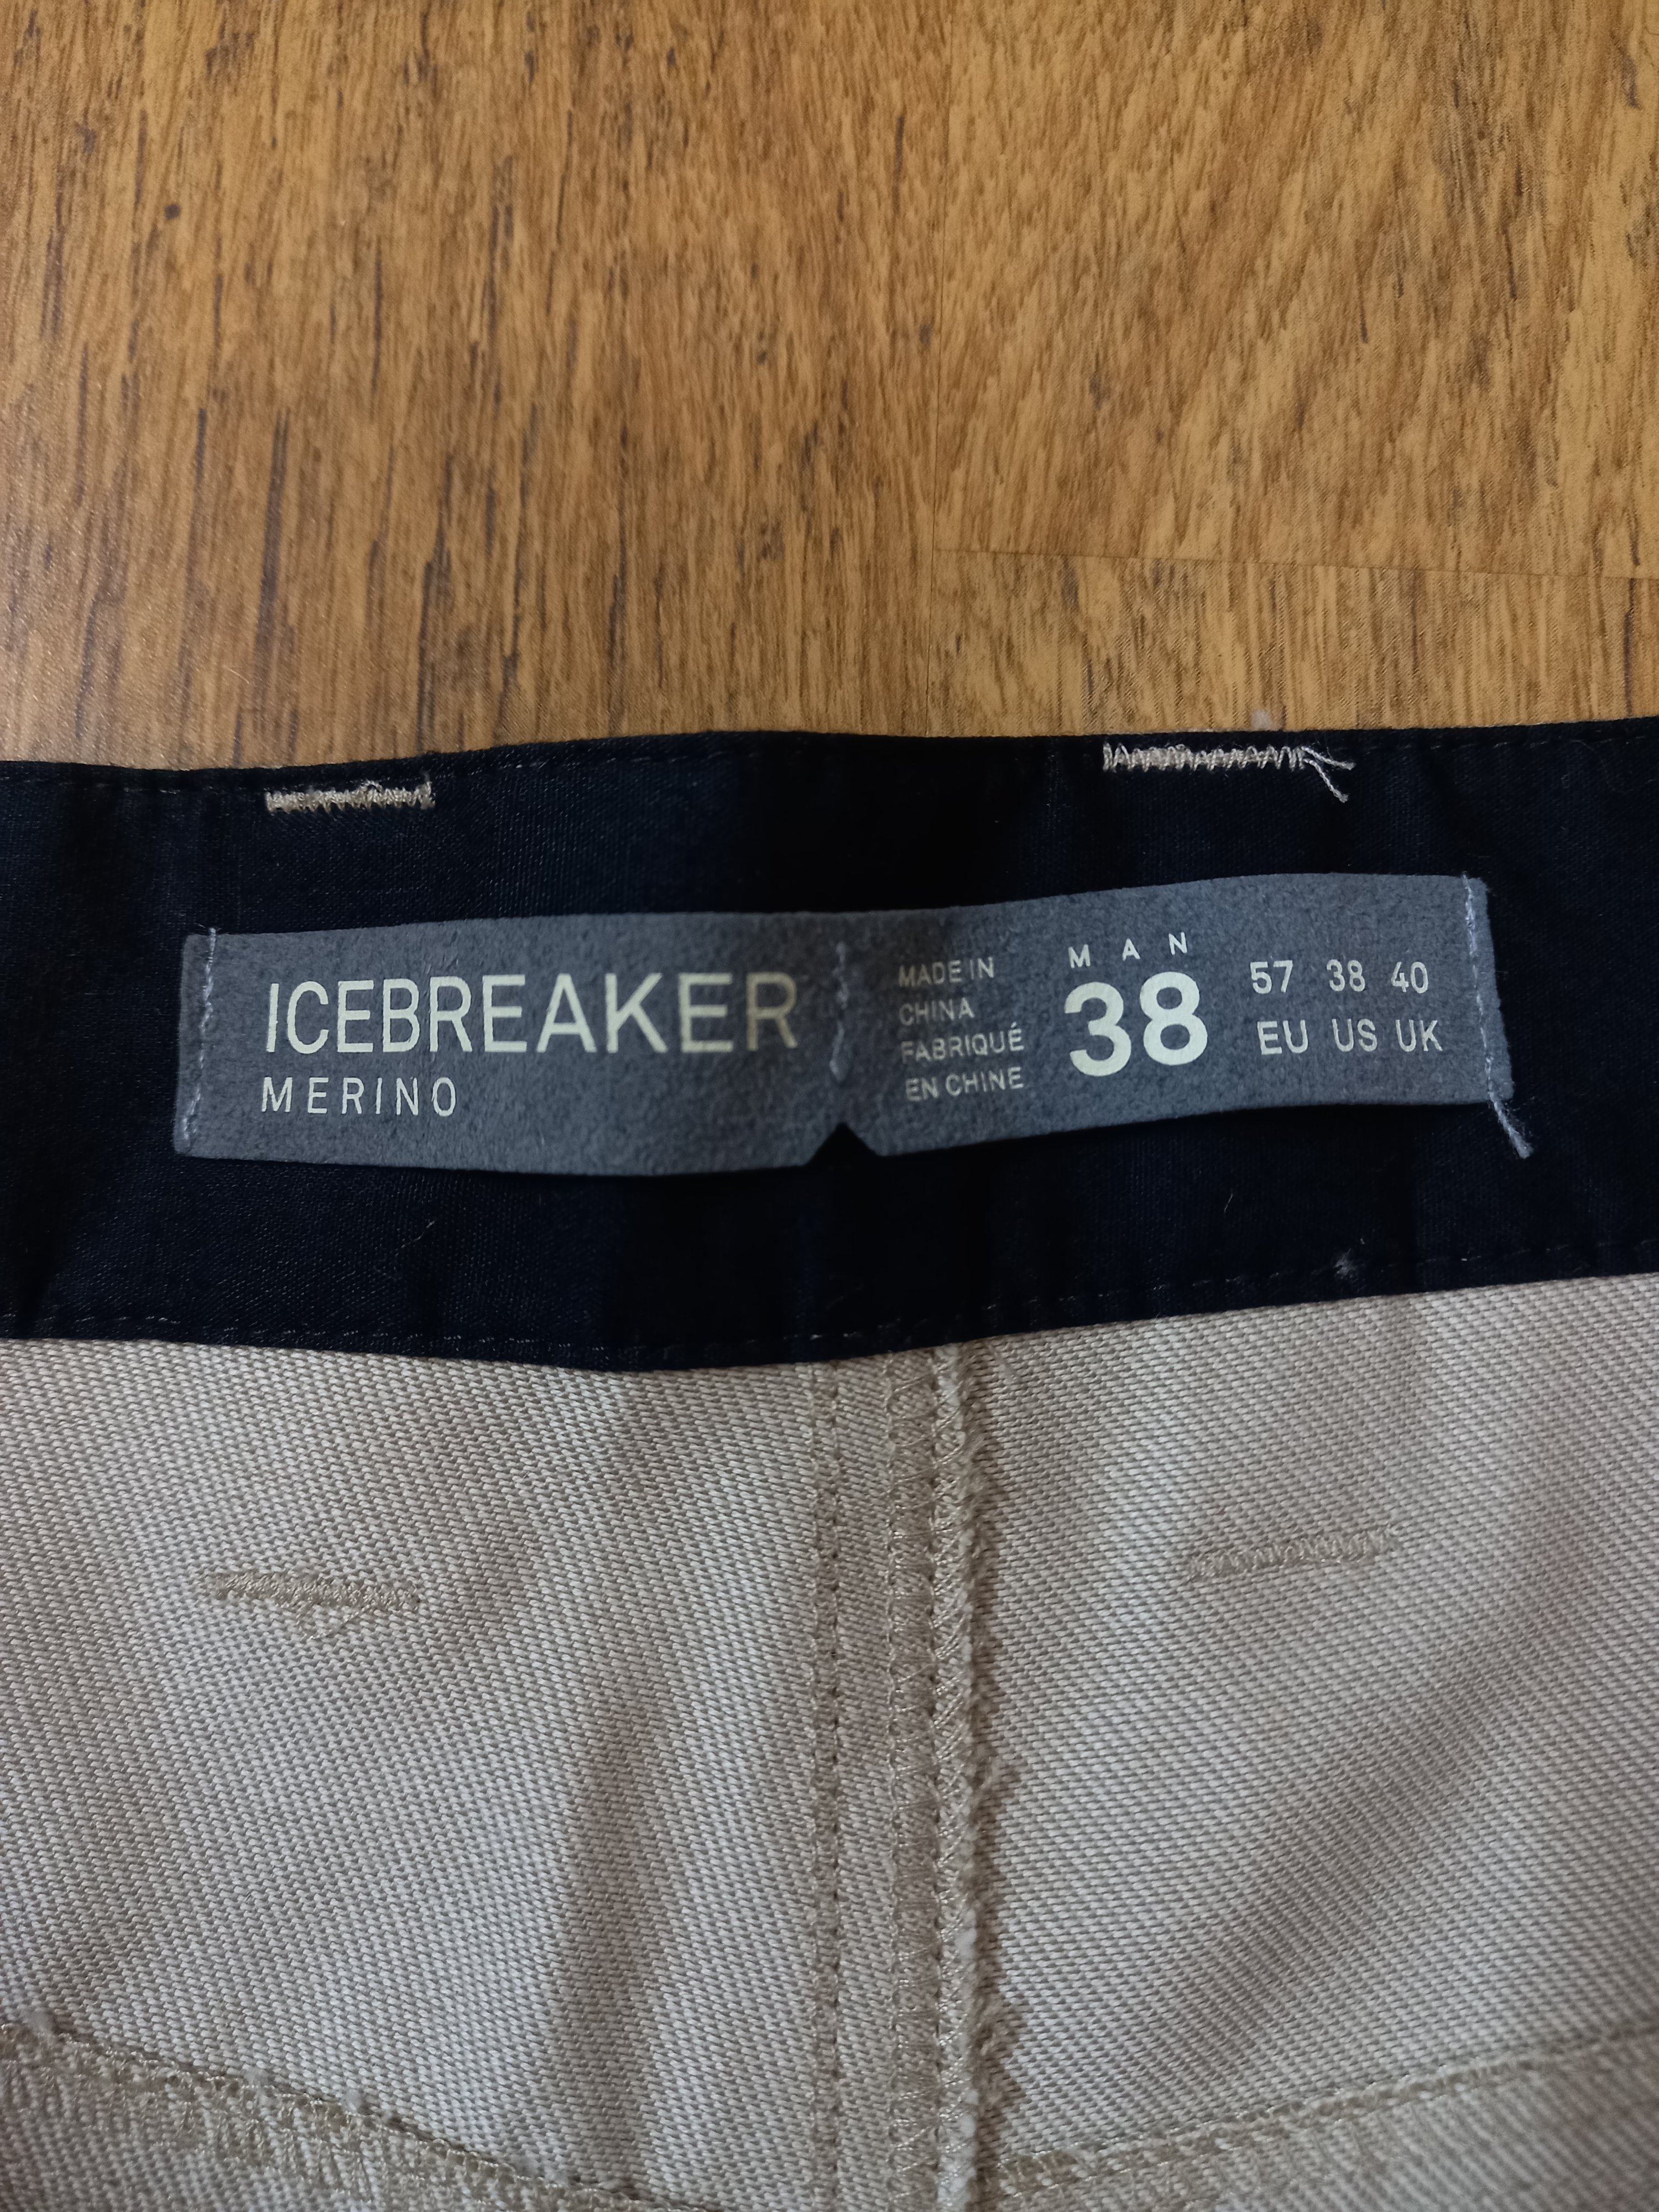 ICEBREAKER
MERINO
MADE IN
CHINA
FABRIQUÉ
EN CHINE
MAN
38
57 38 40
EU US UK